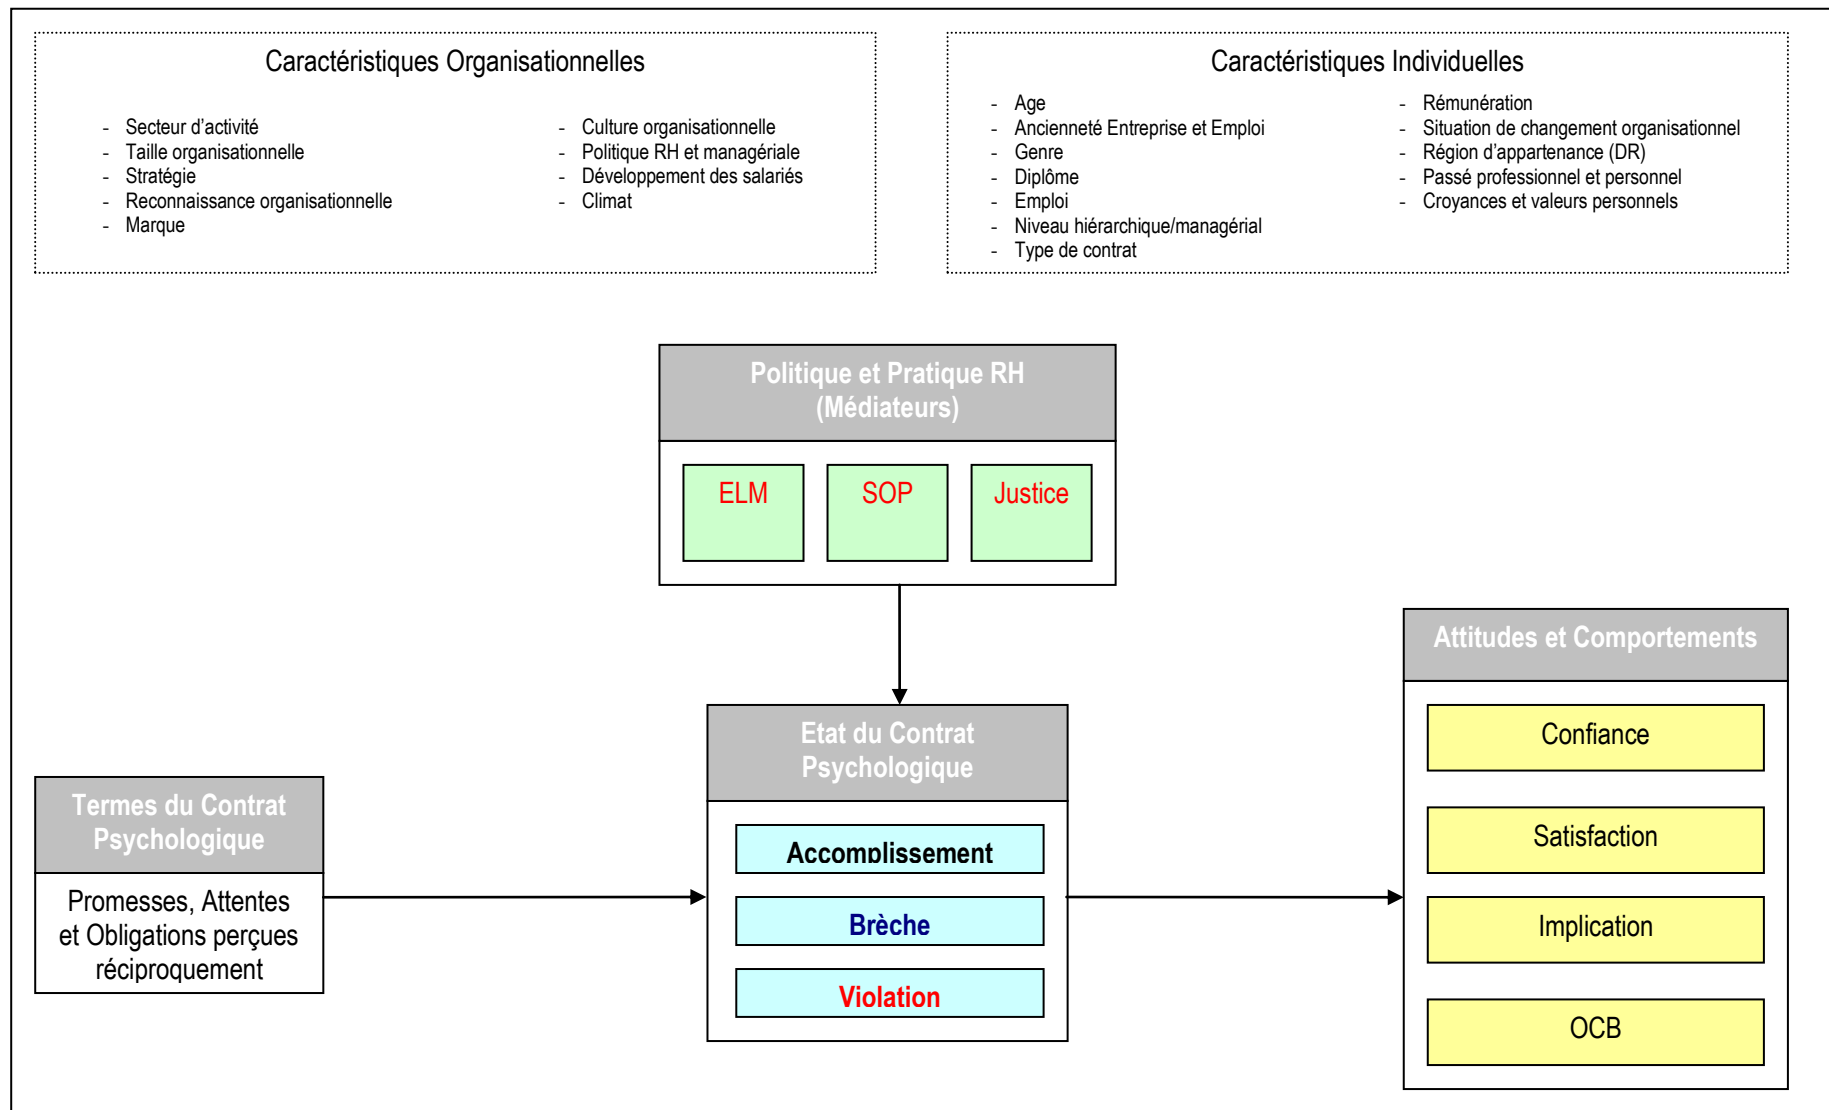 Caractéristiques Organisationnelles
- Secteur d'activité
- Taille organisationnelle
- Stratégie
- Reconnaissance organisationnelle
- Marque
- Culture organisationnelle
- Politique RH et managériale
- Développement des salariés
- Climat
Caractéristiques Individuelles
- Age
- Ancienneté Entreprise et Emploi
- Genre
- Diplôme
- Emploi
- Niveau hiérarchique/managérial
- Type de contrat
- Rémunération
- Situation de changement organisationnel
- Région d'appartenance (DR)
- Passé professionnel et personnel
- Croyances et valeurs personnels
Politique et Pratique RH
(Médiateurs)
ELM
SOP
Justice
Termes du Contrat
Psychologique
Promesses, Attentes
et Obligations perçues
réciproquement
Etat du Contrat
Psychologique
Accomplissement
Brèche
Violation
Attitudes et Comportements
Confiance
Satisfaction
Implication
OCB